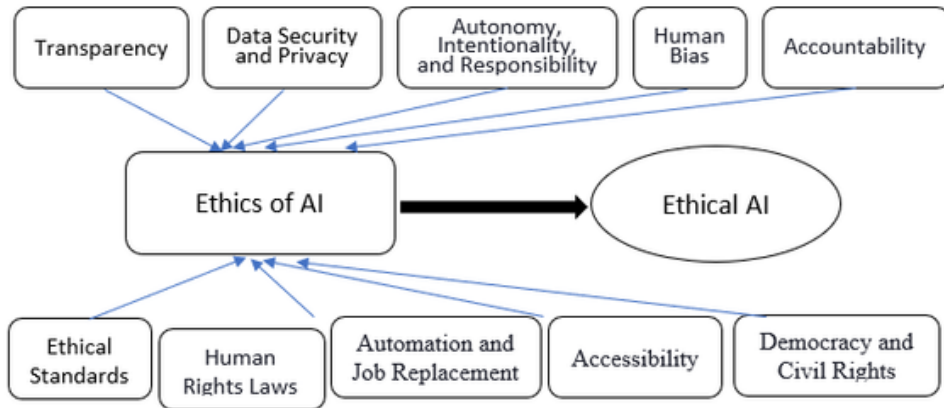 Transparency
Data Security
and Privacy
Autonomy,
Intentionality,
and Responsibility
Human
Bias
Accountability
Ethics of AI
Ethical AI
Ethical
Standards
Human
Rights Laws
Automation and
Job Replacement
Accessibility
Democracy and
Civil Rights